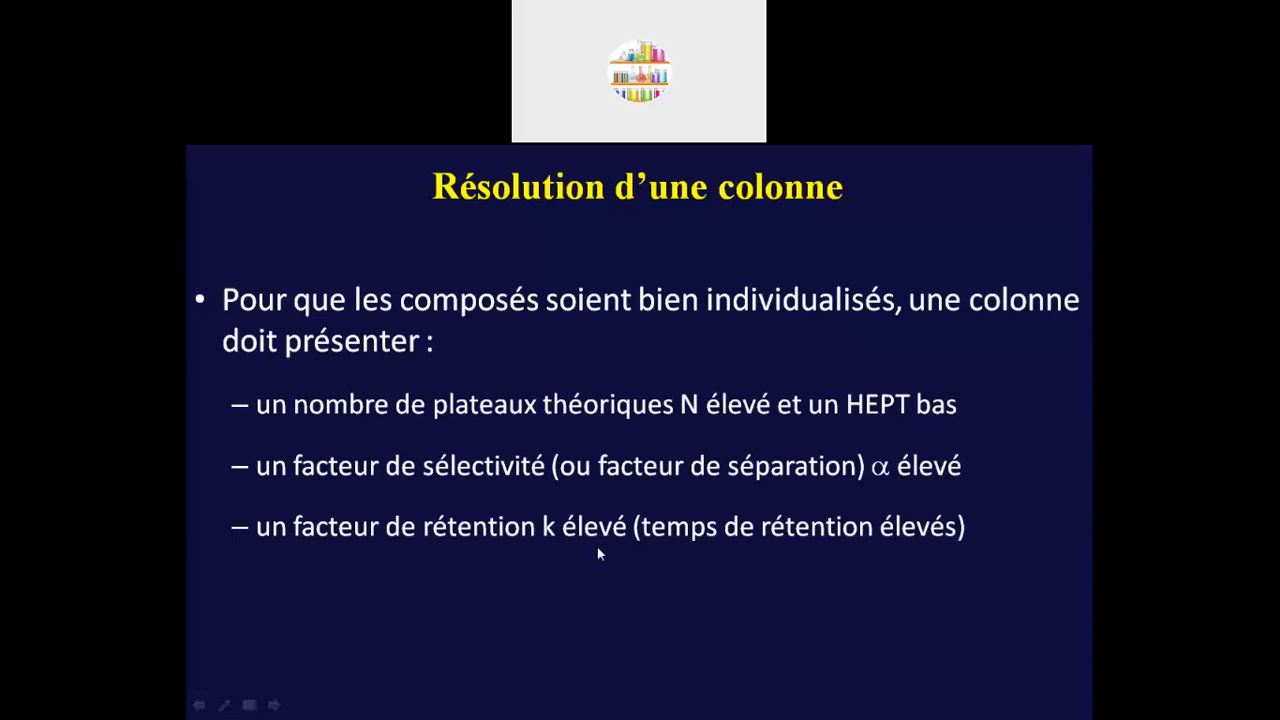 Résolution d’une colonne
• Pour que les composés soient bien individualisés, une colonne
doit présenter :
– un nombre de plateaux théoriques N élevé et un HEPT bas
– un facteur de sélectivité (ou facteur de séparation) α élevé
– un facteur de rétention k élevé (temps de rétention élevés)